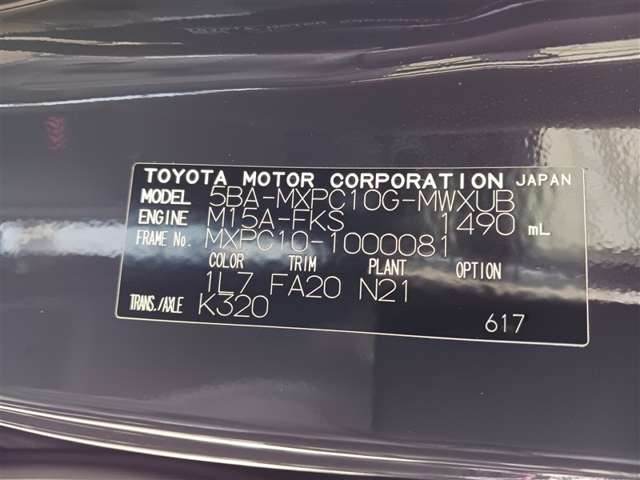 TOYOTA MOTOR CORPORATION JAPAN
MODEL 5BA-MXPC10G-MWXUB
ENGINE M15A-FKS 1490 mL
FRAME No. MXPC10-1000081
COLOR TRIM PLANT OPTION
1L7 FA20 N21
TRANS./AXLE K320
617